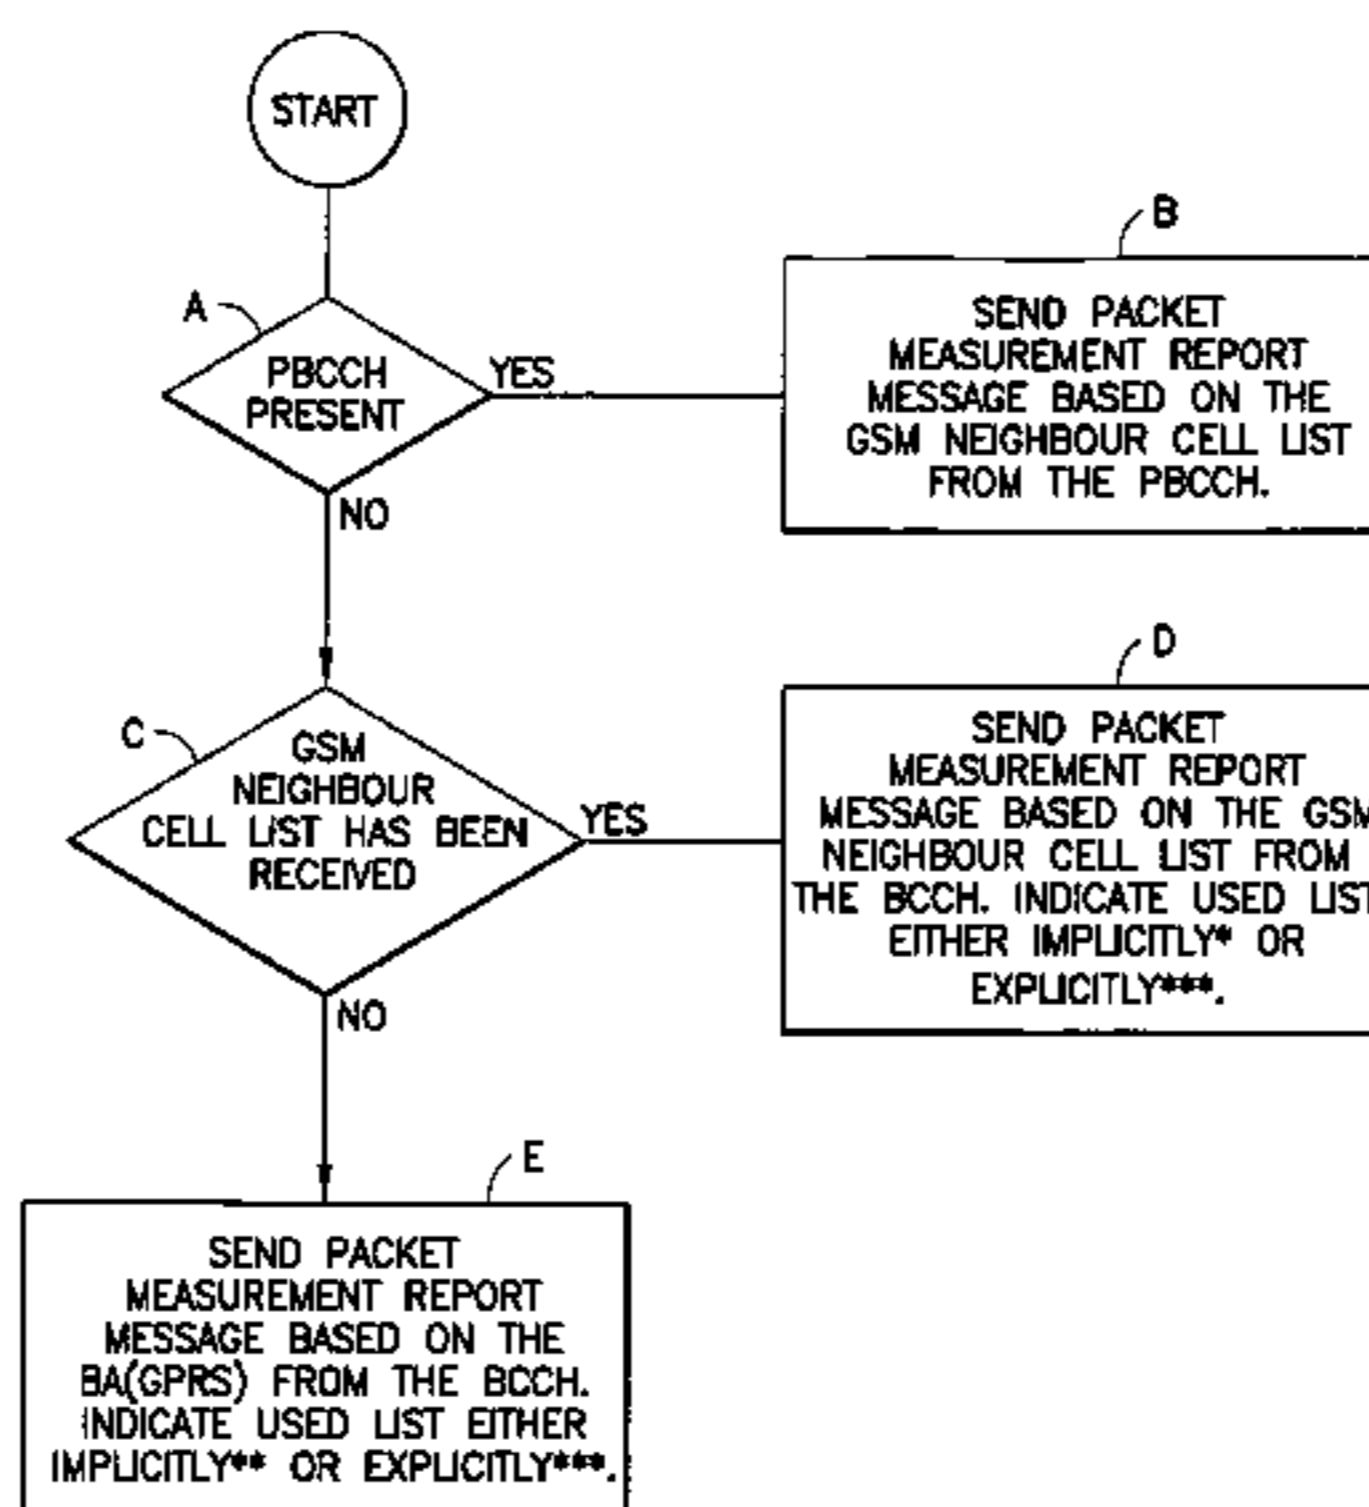 START
B
A
PBCCH
PRESENT
YES
SEND PACKET
MEASUREMENT REPORT
MESSAGE BASED ON THE
GSM NEIGHBOUR CELL LIST
FROM THE PBCCH.
NO
D
C
GSM
NEIGHBOUR
CELL LIST HAS BEEN
RECEIVED
YES
SEND PACKET
MEASUREMENT REPORT
MESSAGE BASED ON THE GSM
NEIGHBOUR CELL LIST FROM
THE BCCH. INDICATE USED LIST
EITHER IMPLICITLY* OR
EXPLICITLY***.
NO
E
SEND PACKET
MEASUREMENT REPORT
MESSAGE BASED ON THE
BA(GPRS) FROM THE BCCH.
INDICATE USED LIST EITHER
IMPLICITLY** OR EXPLICITLY***.